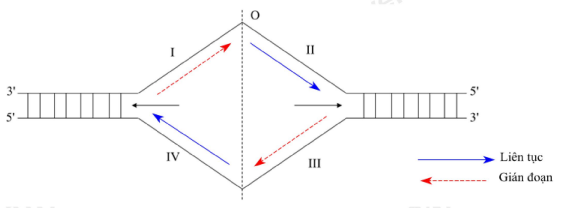 O
I
II
3'
5'
5'
3'
IV
III
Liên tục
Gián đoạn